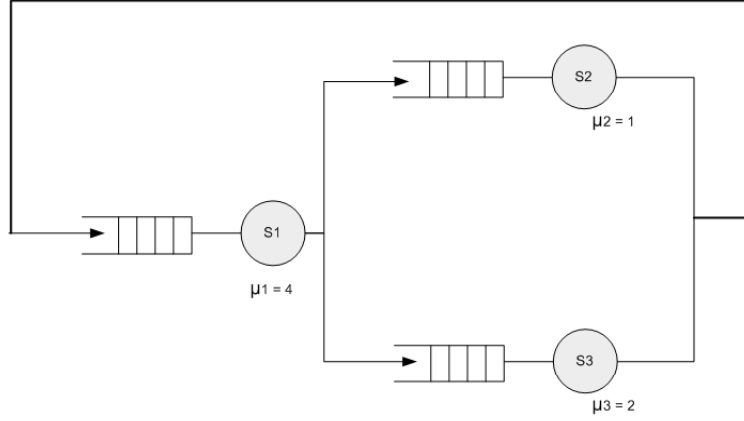 S2
μ2 = 1
S1
μ1 = 4
S3
μ3 = 2